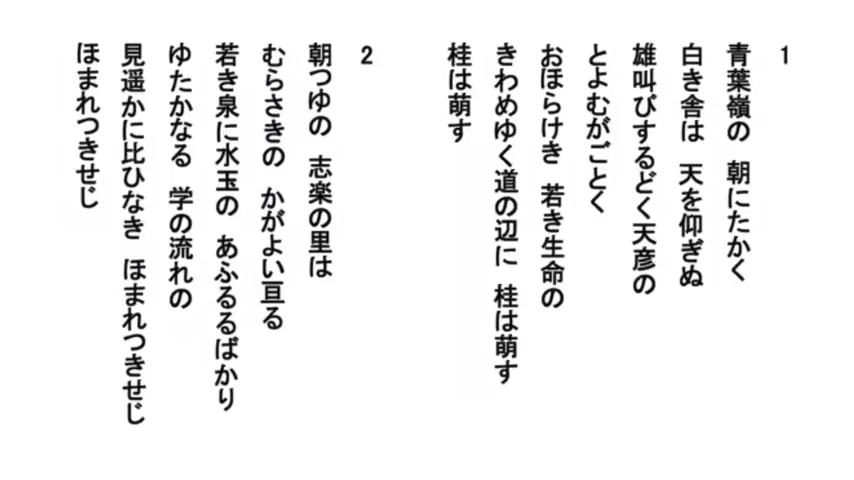 1
青葉嶺の　朝にたかく
白き舎は　天を仰ぎぬ
雄叫びするどく天彦の
とよむがごとく
おほらけき　若き生命の
きわめゆく道の辺に　桂は萌す
桂は萌す
2
朝つゆの　志楽の里は
むらさきの　かがよい亘る
若き泉に水玉の　あふるるばかり
ゆたかなる　学の流れの
見遥かに比ひなき　ほまれつきせじ
ほまれつきせじ